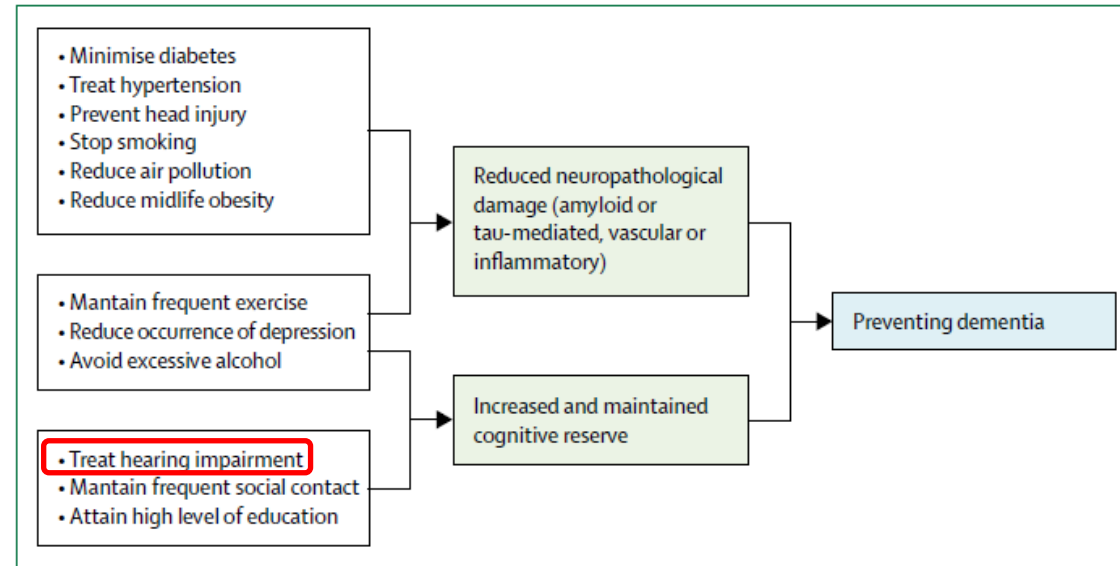 • Minimise diabetes
• Treat hypertension
• Prevent head injury
• Stop smoking
• Reduce air pollution
• Reduce midlife obesity
• Mantain frequent exercise
• Reduce occurrence of depression
• Avoid excessive alcohol
• Treat hearing impairment
• Mantain frequent social contact
• Attain high level of education
Reduced neuropathological
damage (amyloid or
tau-mediated, vascular or
inflammatory)
Increased and maintained
cognitive reserve
Preventing dementia